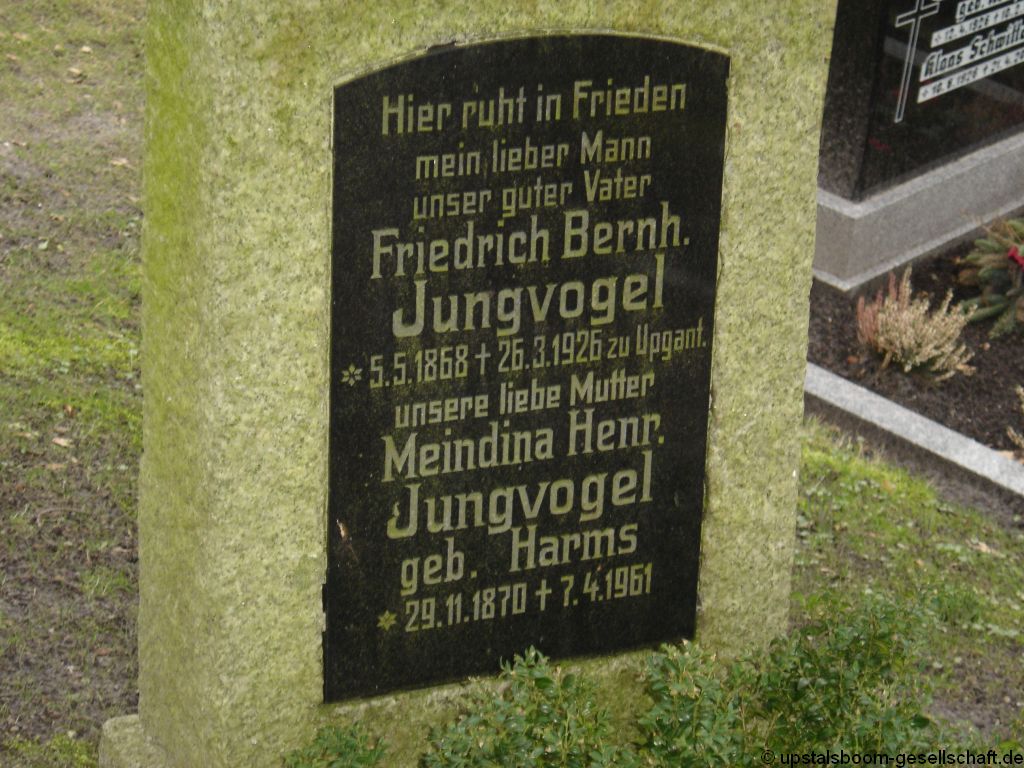 Hier ruht in Frieden
mein lieber Mann
unser guter Vater
Friedrich Bernh.
Jungvogel
* 5.5.1868 † 26.3.1926 zu Upgant.
unsere liebe Mutter
Meindina Henr.
Jungvogel
geb. Harms
* 29.11.1870 † 7.4.1961
geb.
Klaas
© upstalsboom-gesellschaft.de